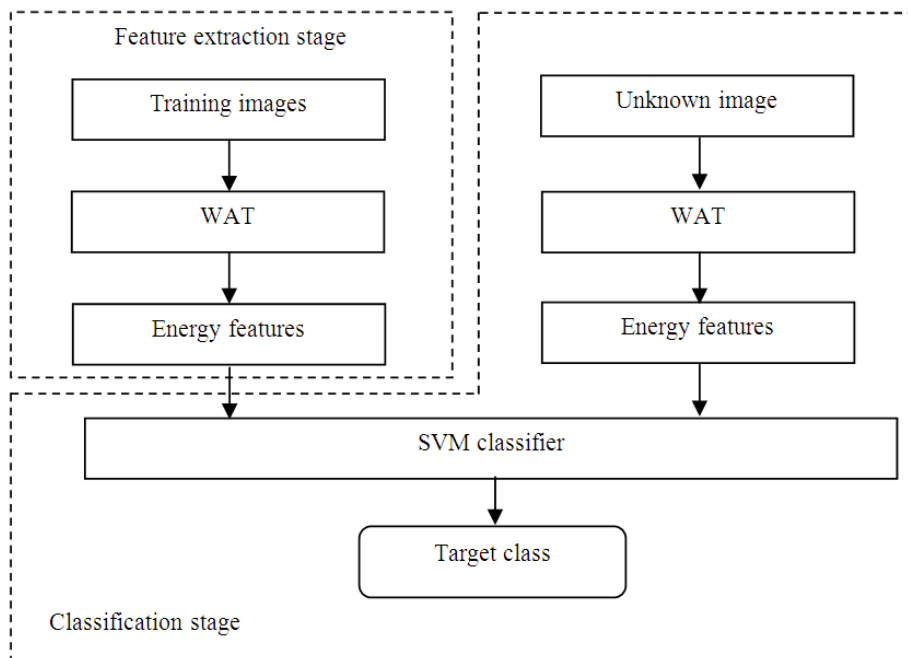 Feature extraction stage
Training images
WAT
Energy features
Unknown image
WAT
Energy features
SVM classifier
Target class
Classification stage